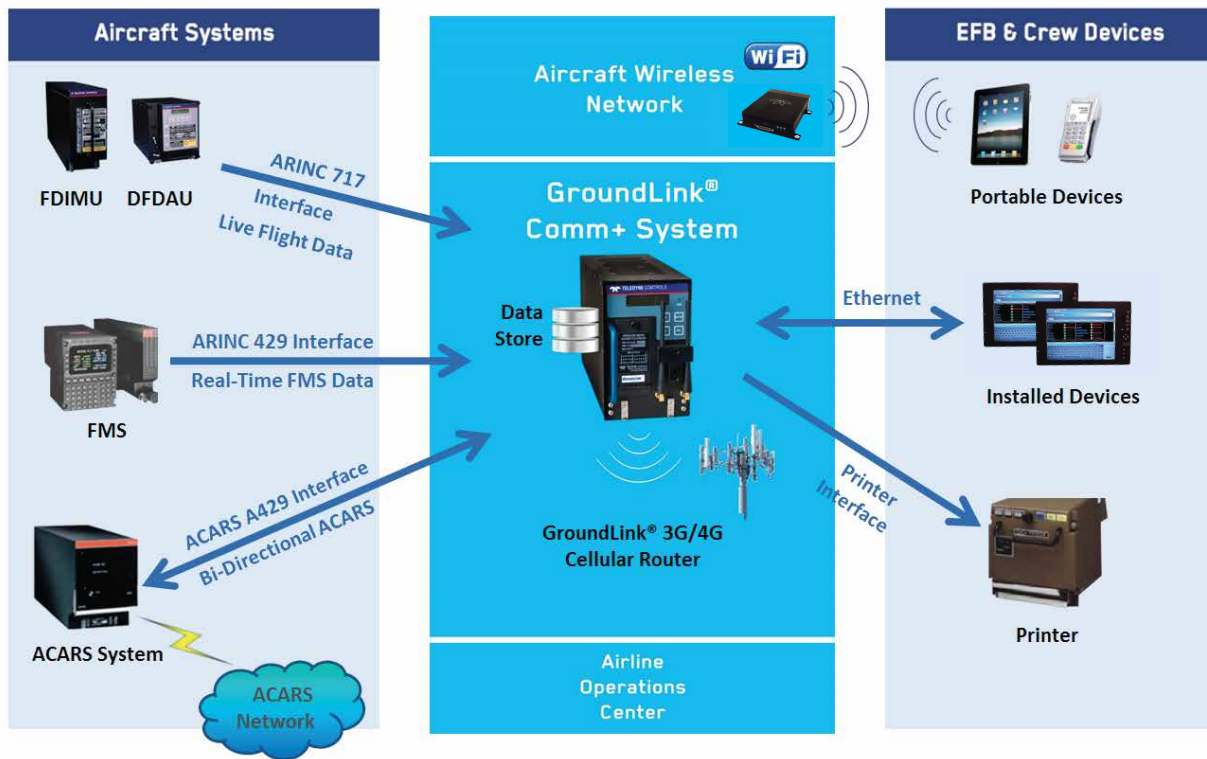 Aircraft Systems
FDIMU
DFDAU
ARINC 717
Interface
Live Flight Data
FMS
ARINC 429 Interface
Real-Time FMS Data
ACARS System
ACARS A429 Interface
Bi-Directional ACARS
ACARS
Network
Aircraft Wireless
Network
Wi Fi
GroundLink®
Comm+ System
Data
Store
TELEDYNE CONTROLS
GroundLink® 3G/4G
Cellular Router
Airline
Operations
Center
EFB & Crew Devices
Portable Devices
Ethernet
Installed Devices
Printer
Interface
Printer